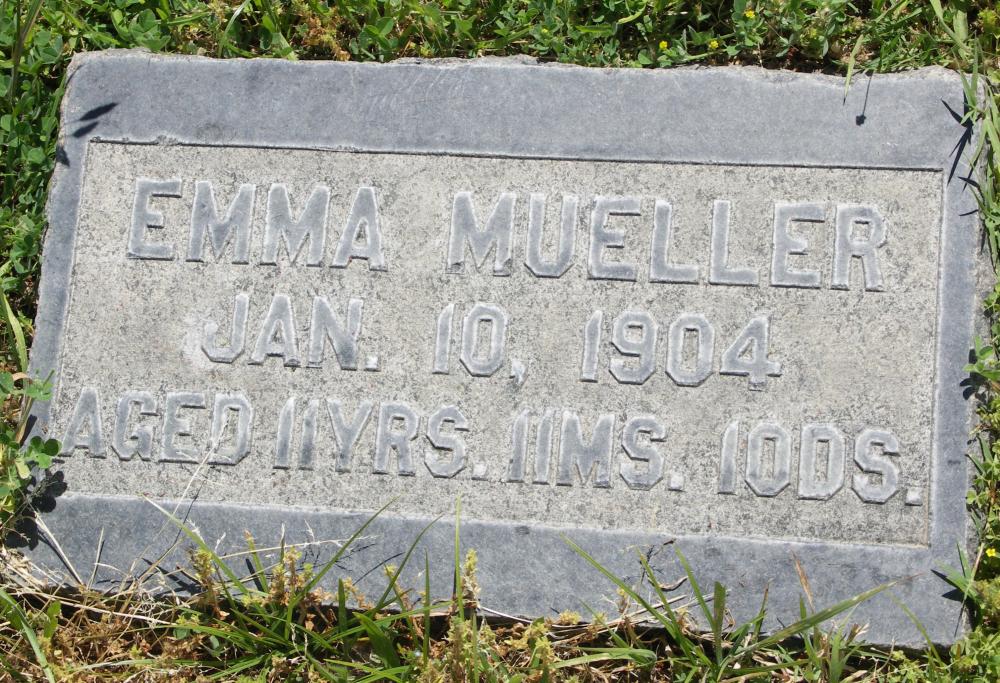 EMMA MUELLER
JAN. 10, 1904
AGED 11YRS. 11MS. 10DS.